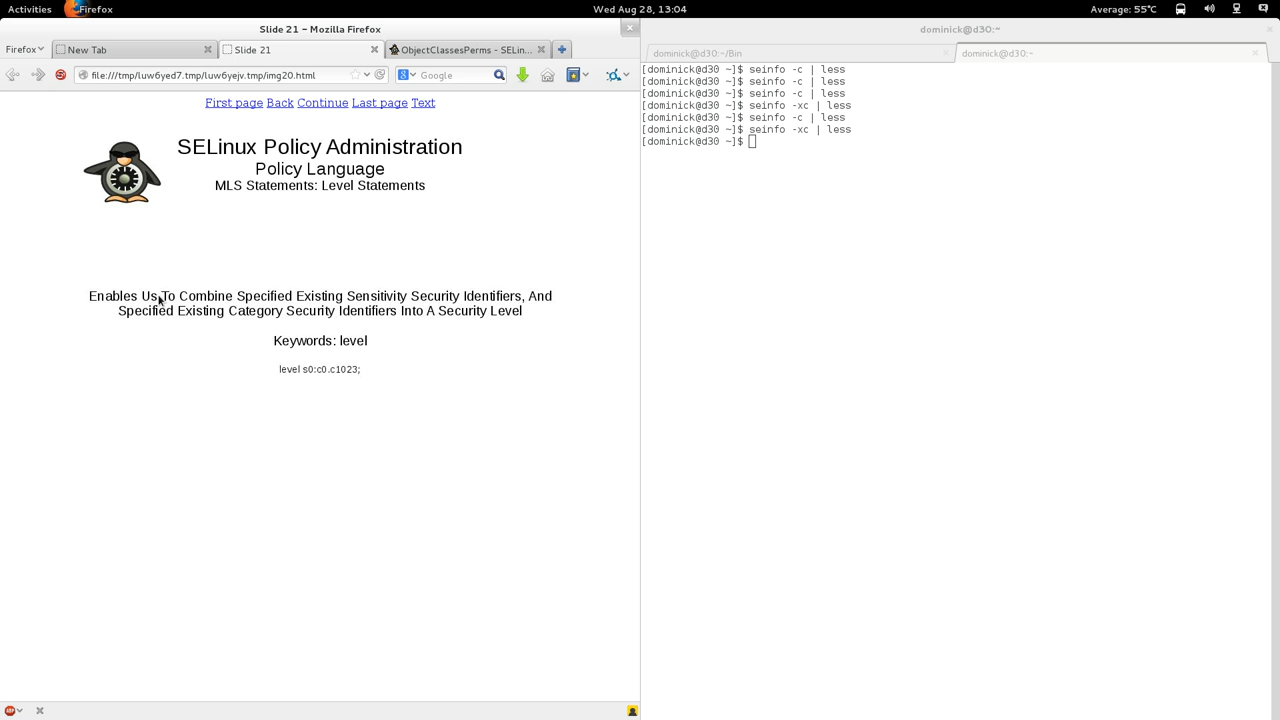 Activities Firefox Wed Aug 28, 13:04 Average: 55°C
Slide 21 - Mozilla Firefox
Firefox New Tab Slide 21 ObjectClassesPerms - SELin...
file:///tmp/luw6yed7.tmp/luw6yejv.tmp/img20.html Google
First page Back Continue Last page Text
SELinux Policy Administration
Policy Language
MLS Statements: Level Statements
Enables Us To Combine Specified Existing Sensitivity Security Identifiers, And
Specified Existing Category Security Identifiers Into A Security Level
Keywords: level
level s0:c0.c1023;
dominick@d30:~
dominick@d30:~/Bin dominick@d30:~
[dominick@d30 ~]$ seinfo -c | less
[dominick@d30 ~]$ seinfo -c | less
[dominick@d30 ~]$ seinfo -c | less
[dominick@d30 ~]$ seinfo -xc | less
[dominick@d30 ~]$ seinfo -c | less
[dominick@d30 ~]$ seinfo -xc | less
[dominick@d30 ~]$